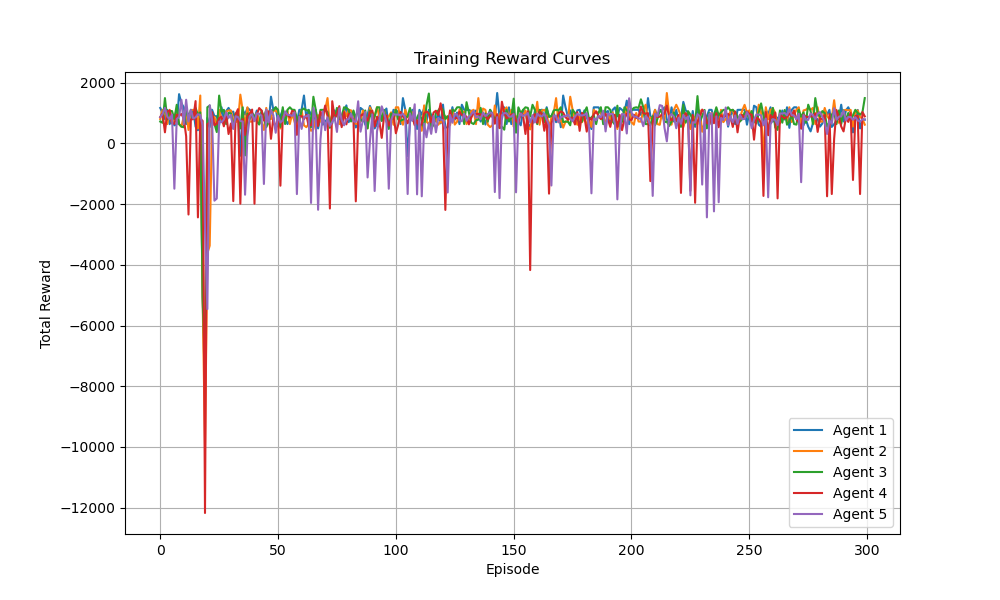 Training Reward Curves
2000
0
−2000
−4000
−6000
−8000
−10000
−12000
Total Reward
0 50 100 150 200 250 300
Episode
Agent 1
Agent 2
Agent 3
Agent 4
Agent 5